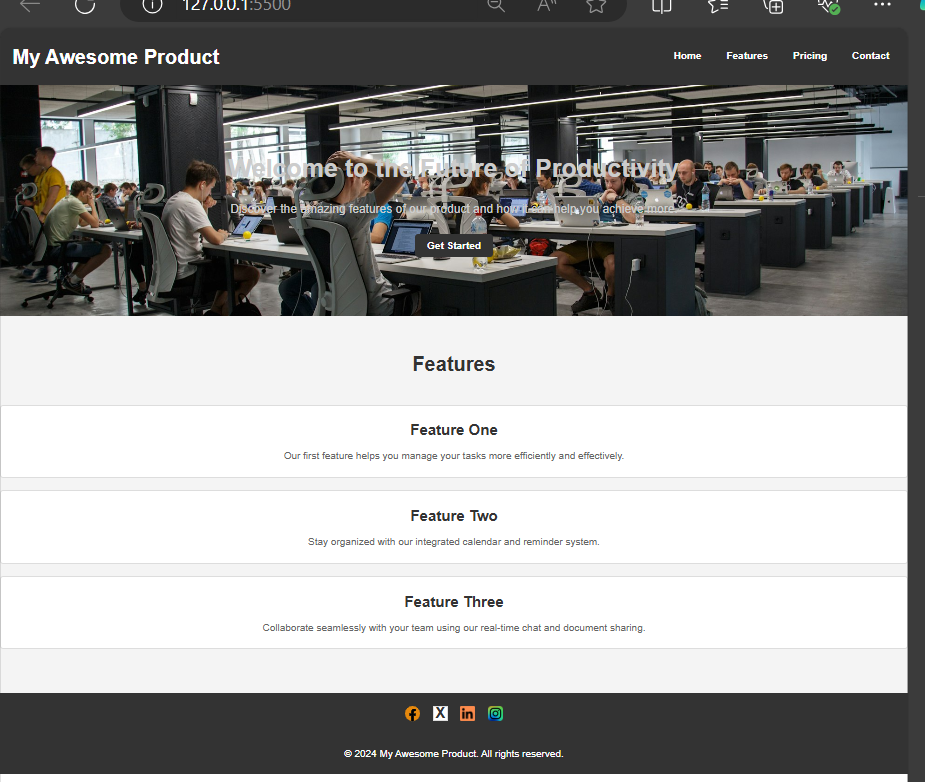 127.0.0.1:5500
My Awesome Product
Home Features Pricing Contact
Welcome to the Future of Productivity
Discover the amazing features of our product and how it can help you achieve more.
Get Started
Features
Feature One
Our first feature helps you manage your tasks more efficiently and effectively.
Feature Two
Stay organized with our integrated calendar and reminder system.
Feature Three
Collaborate seamlessly with your team using our real-time chat and document sharing.
© 2024 My Awesome Product. All rights reserved.